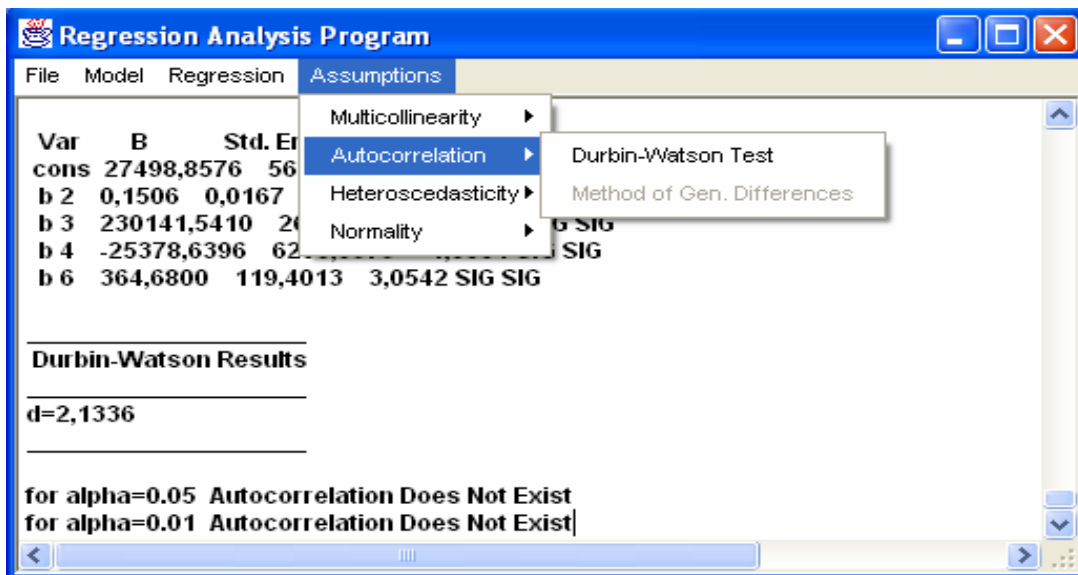 Regression Analysis Program
File Model Regression Assumptions
Multicollinearity
Autocorrelation
Heteroscedasticity
Normality
Durbin-Watson Test
Method of Gen. Differences
Var B Std.
cons 27498,8576
b 2 0,1506 0,0167
b 3 230141,5410 SIG
b 4 -25378,6396 SIG
b 6 364,6800 119,4013 3,0542 SIG SIG
Durbin-Watson Results
d=2,1336
for alpha=0.05 Autocorrelation Does Not Exist
for alpha=0.01 Autocorrelation Does Not Exist